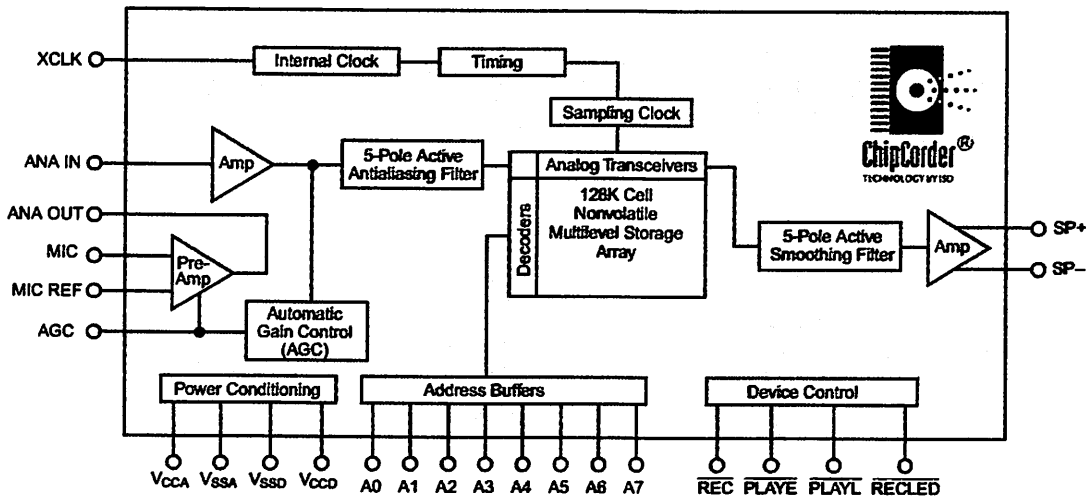 XCLK
Internal Clock
Timing
Sampling Clock
ChipCorder®
TECHNOLOGY BY ISD
ANA IN
Amp
5-Pole Active
Antialiasing Filter
Analog Transceivers
Decoders
128K Cell
Nonvolatile
Multilevel Storage
Array
ANA OUT
MIC
Pre-
Amp
MIC REF
AGC
Automatic
Gain Control
(AGC)
5-Pole Active
Smoothing Filter
Amp
SP+
SP–
Power Conditioning
Address Buffers
Device Control
VCCA
VSSA
VSSD
VCCD
A0
A1
A2
A3
A4
A5
A6
A7
REC
PLAYE
PLAYL
RECLED